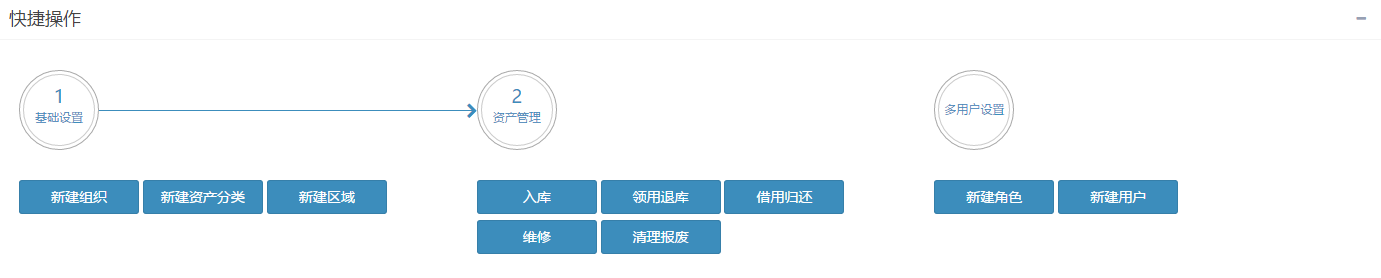 快捷操作
1
基础设置
2
资产管理
多用户设置
新建组织 新建资产分类 新建区域
入库 领用退库 借用归还
维修 清理报废
新建角色 新建用户